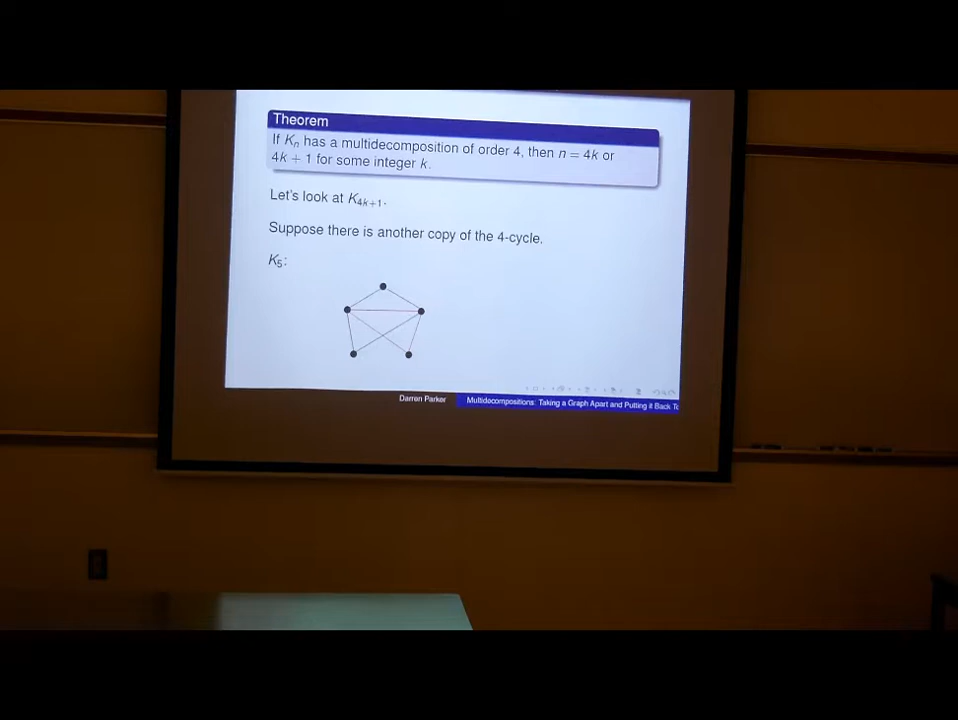 Theorem
If Kn has a multidecomposition of order 4, then n = 4k or
4k + 1 for some integer k.
Let's look at K4k+1.
Suppose there is another copy of the 4-cycle.
K5:
Darren Parker
Multidecompositions: Taking a Graph Apart and Putting it Back To